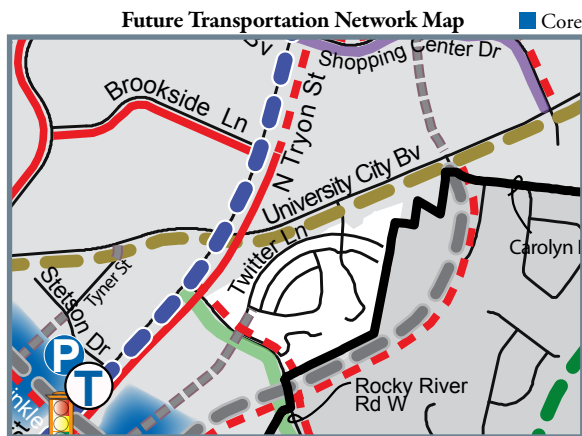 Future Transportation Network Map
Core
Bv
Shopping Center Dr
Brookside Ln
N Tryon St
University City Bv
Twitter Ln
Carolyn
Tyner St
Stetson Dr
P
T
Rocky River
Rd W